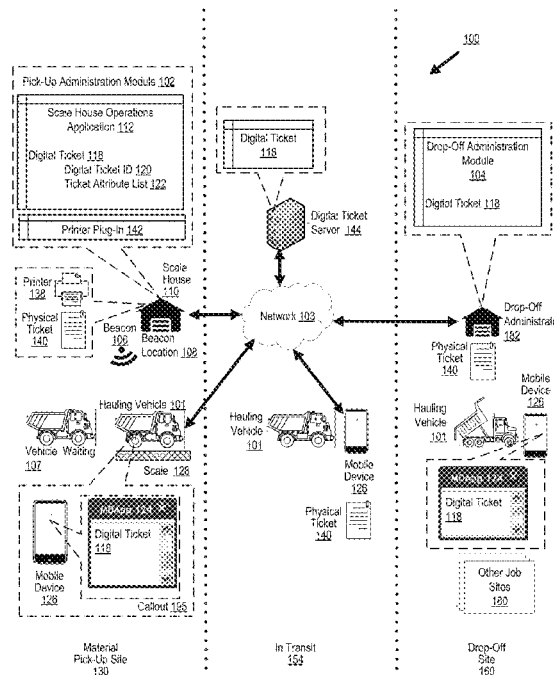 100
Pick-Up Administration Module 102
Scale House Operations
Application 112
Digital Ticket 118
Digital Ticket ID 120
Ticket Attribute List 122
Printer Plug-In 142
Digital Ticket
118
Drop-Off Administration
Module
104
Digital Ticket 118
Digital Ticket
Server 144
Scale
House
110
Printer
138
Physical
Ticket
140
Beacon
106
Beacon
Location 108
Network 103
Drop-Off
Administrat
152
Physical
Ticket
140
Hauling Vehicle 101
Vehicle Waiting
107
Scale 128
Hauling
Vehicle
101
Mobile
Device
126
Physical
Ticket
140
Hauling
Vehicle
101
Mobile
Device
126
Digital Ticket
118
Mobile
Device
126
Callout
Digital Ticket
118
Other Job
Sites
180
Material
Pick-Up Site
130
In Transit
154
Drop-Off
Site
160